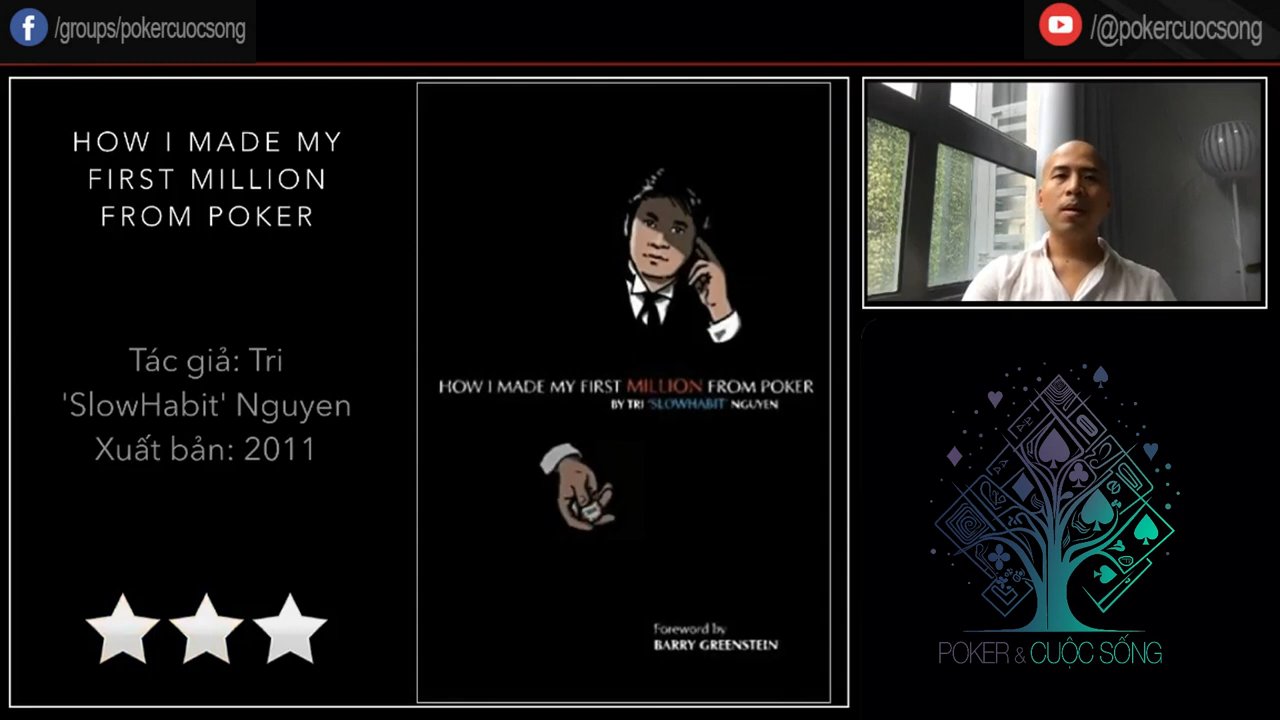 /groups/pokercuocsong
/@pokercuocsong
HOW I MADE MY
FIRST MILLION
FROM POKER
Tác giả: Tri
'SlowHabit' Nguyen
Xuất bản: 2011
HOW I MADE MY FIRST MILLION FROM POKER
BY TRI 'SLOWHABIT' NGUYEN
Foreword by
BARRY GREENSTEIN
POKER & CUỘC SỐNG